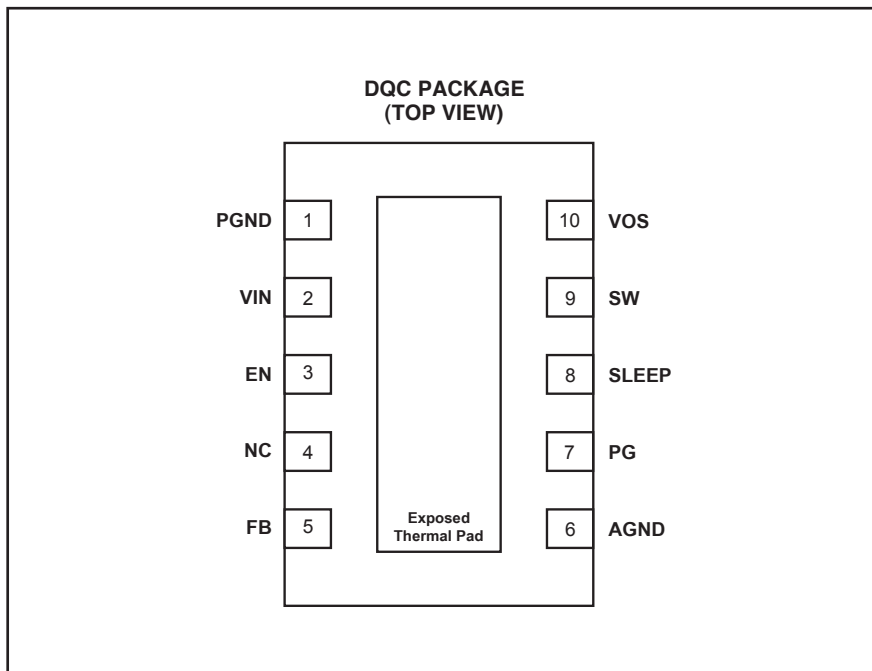 DQC PACKAGE
(TOP VIEW)
PGND 1 10 VOS
VIN 2 9 SW
EN 3 8 SLEEP
NC 4 7 PG
FB 5 6 AGND
Exposed
Thermal Pad